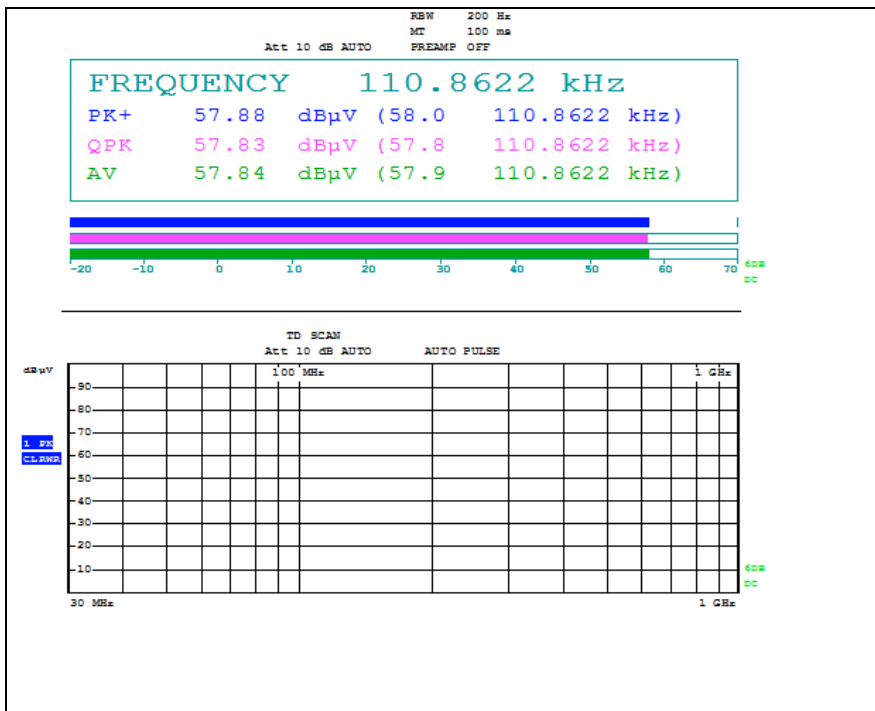 RBW 200 Hz
MT 100 ms
Att 10 dB AUTO PREAMP OFF
FREQUENCY 110.8622 kHz
PK+ 57.88 dBµV (58.0 110.8622 kHz)
QPK 57.83 dBµV (57.8 110.8622 kHz)
AV 57.84 dBµV (57.9 110.8622 kHz)
-20 -10 0 10 20 30 40 50 60 70 6DB
DC
TD SCAN
Att 10 dB AUTO AUTO PULSE
dBµV 100 MHz 1 GHz
90
80
70
1 PK
CLRWR 60
50
40
30
20
10 6DB
DC
30 MHz 1 GHz